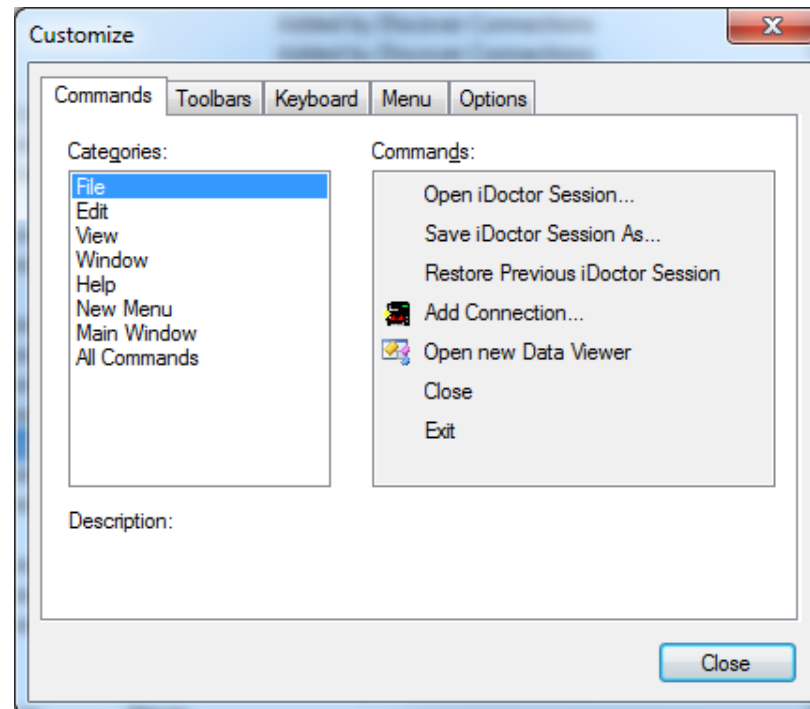 Customize
Commands
Toolbars
Keyboard
Menu
Options
Categories:
File
Edit
View
Window
Help
New Menu
Main Window
All Commands
Commands:
Open iDoctor Session...
Save iDoctor Session As...
Restore Previous iDoctor Session
Add Connection...
Open new Data Viewer
Close
Exit
Description:
Close